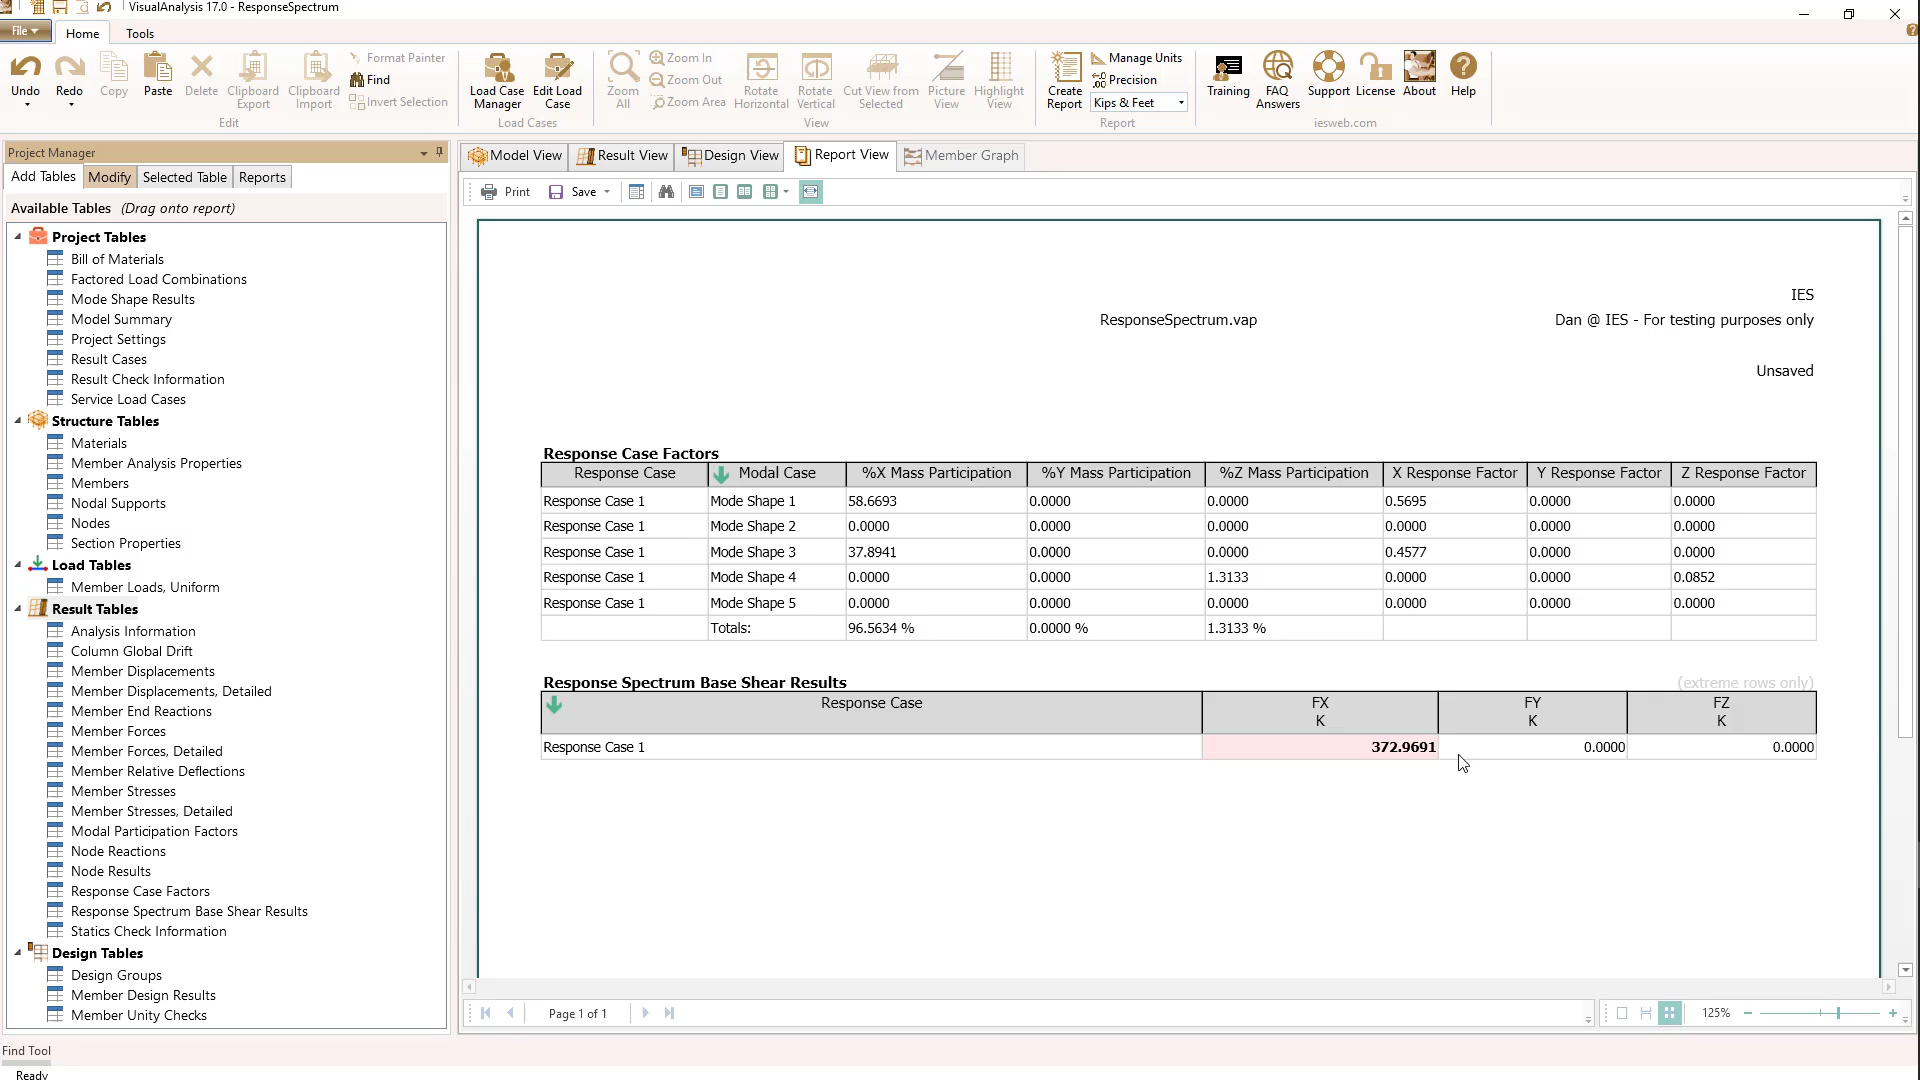 VisualAnalysis 17.0 - ResponseSpectrum
File
Home
Tools
Undo
Redo
Copy
Paste
Delete
Clipboard Export
Clipboard Import
Format Painter
Find
Invert Selection
Edit
Load Case Manager
Edit Load Case
Load Cases
Zoom All
Zoom In
Zoom Out
Zoom Area
Rotate Horizontal
Rotate Vertical
Cut View from Selected
Picture View
Highlight View
View
Create Report
Manage Units
Precision
Kips & Feet
Report
Training
FAQ Answers
Support
License
About
Help
iesweb.com
Project Manager
Add Tables
Modify
Selected Table
Reports
Available Tables (Drag onto report)
Project Tables
Bill of Materials
Factored Load Combinations
Mode Shape Results
Model Summary
Project Settings
Result Cases
Result Check Information
Service Load Cases
Structure Tables
Materials
Member Analysis Properties
Members
Nodal Supports
Nodes
Section Properties
Load Tables
Member Loads, Uniform
Result Tables
Analysis Information
Column Global Drift
Member Displacements
Member Displacements, Detailed
Member End Reactions
Member Forces
Member Forces, Detailed
Member Relative Deflections
Member Stresses
Member Stresses, Detailed
Modal Participation Factors
Node Reactions
Node Results
Response Case Factors
Response Spectrum Base Shear Results
Statics Check Information
Design Tables
Design Groups
Member Design Results
Member Unity Checks
Model View
Result View
Design View
Report View
Member Graph
Print
Save
IES
ResponseSpectrum.vap
Dan @ IES - For testing purposes only
Unsaved
Response Case Factors
Response Case Modal Case %X Mass Participation %Y Mass Participation %Z Mass Participation X Response Factor Y Response Factor Z Response Factor
Response Case 1 Mode Shape 1 58.6693 0.0000 0.0000 0.5695 0.0000 0.0000
Response Case 1 Mode Shape 2 0.0000 0.0000 0.0000 0.0000 0.0000 0.0000
Response Case 1 Mode Shape 3 37.8941 0.0000 0.0000 0.4577 0.0000 0.0000
Response Case 1 Mode Shape 4 0.0000 0.0000 1.3133 0.0000 0.0000 0.0852
Response Case 1 Mode Shape 5 0.0000 0.0000 0.0000 0.0000 0.0000 0.0000
Totals: 96.5634 % 0.0000 % 1.3133 %
Response Spectrum Base Shear Results
(extreme rows only)
Response Case FX FY FZ
K K K
Response Case 1 372.9691 0.0000 0.0000
Page 1 of 1
125%
Find Tool
Ready